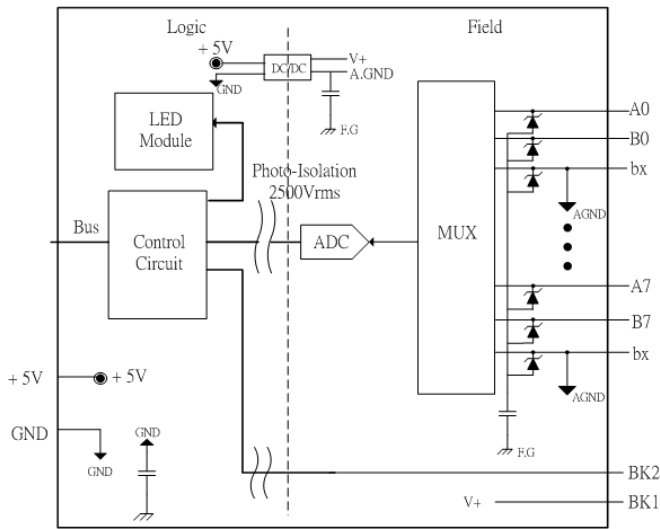 Logic
Field
+ 5V
GND
DC/DC
V+
A.GND
F.G
LED
Module
Photo-Isolation
2500Vrms
Bus
Control
Circuit
ADC
MUX
A0
B0
bx
AGND
A7
B7
bx
AGND
F.G
+ 5V
+ 5V
GND
GND
GND
BK2
V+
BK1